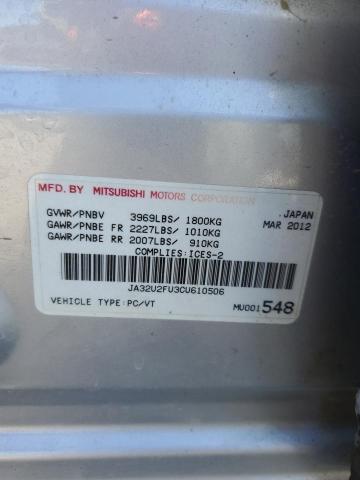 MFD. BY MITSUBISHI MOTORS CORPORATION
JAPAN
GVWR/PNBV 3969LBS/ 1800KG
MAR 2012
GAWR/PNBE FR 2227LBS/ 1010KG
GAWR/PNBE RR 2007LBS/ 910KG
COMPLIES:ICES-2
JA32U2FU3CU610506
VEHICLE TYPE:PC/VT
MU001548